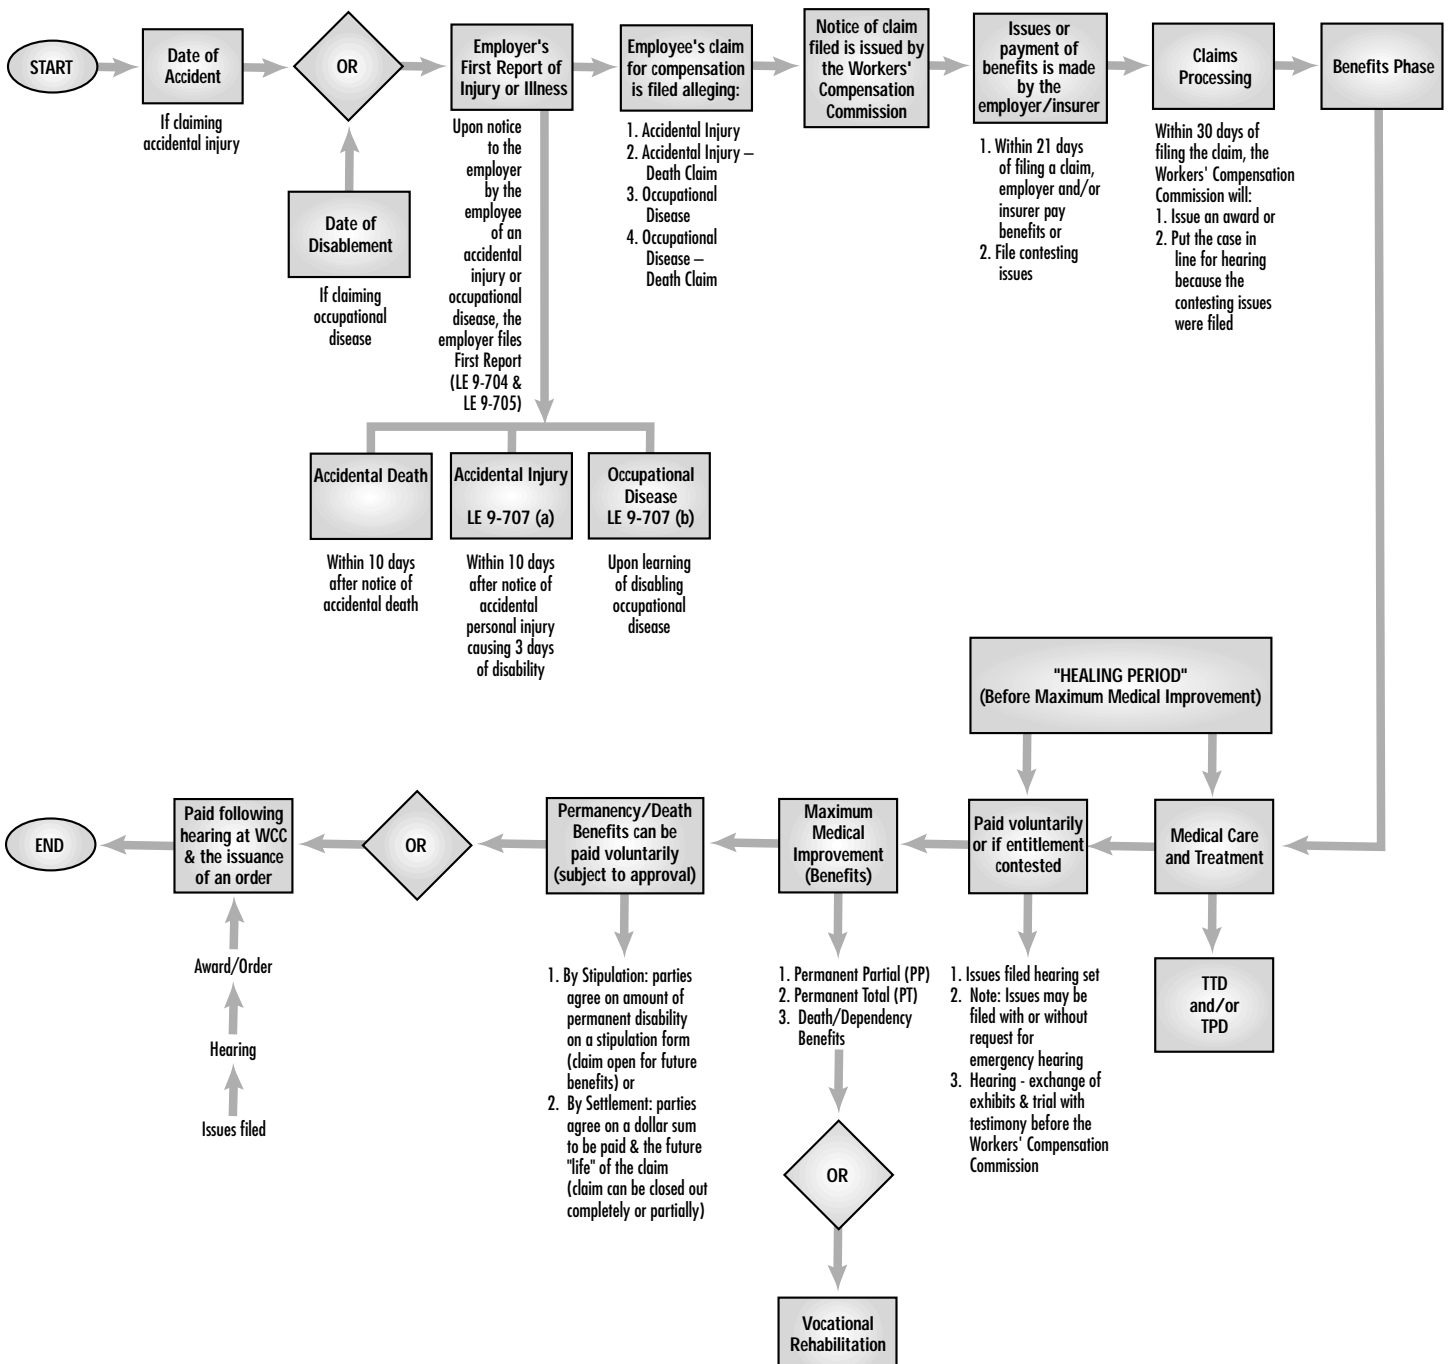 START
Date of
Accident
If claiming
accidental injury
OR
Date of
Disablement
If claiming
occupational
disease
Employer's
First Report of
Injury or Illness
Upon notice
to the
employer
by the
employee
of an
accidental
injury or
occupational
disease, the
employer files
First Report
(LE 9-704 &
LE 9-705)
Employee's claim
for compensation
is filed alleging:
1. Accidental Injury
2. Accidental Injury –
Death Claim
3. Occupational
Disease
4. Occupational
Disease –
Death Claim
Notice of claim
filed is issued by
the Workers'
Compensation
Commission
Issues or
payment of
benefits is made
by the
employer/insurer
1. Within 21 days
of filing a claim,
employer and/or
insurer pay
benefits or
2. File contesting
issues
Claims
Processing
Within 30 days of
filing the claim, the
Workers' Compensation
Commission will:
1. Issue an award or
2. Put the case in
line for hearing
because the
contesting issues
were filed
Benefits Phase
Accidental Death
Within 10 days
after notice of
accidental death
Accidental Injury
LE 9-707 (a)
Within 10 days
after notice of
accidental
personal injury
causing 3 days
of disability
Occupational
Disease
LE 9-707 (b)
Upon learning
of disabling
occupational
disease
"HEALING PERIOD"
(Before Maximum Medical Improvement)
Medical Care
and Treatment
TTD
and/or
TPD
Paid voluntarily
or if entitlement
contested
1. Issues filed hearing set
2. Note: Issues may be
filed with or without
request for
emergency hearing
3. Hearing - exchange of
exhibits & trial with
testimony before the
Workers' Compensation
Commission
Maximum
Medical
Improvement
(Benefits)
1. Permanent Partial (PP)
2. Permanent Total (PT)
3. Death/Dependency
Benefits
OR
Vocational
Rehabilitation
Permanency/Death
Benefits can be
paid voluntarily
(subject to approval)
1. By Stipulation: parties
agree on amount of
permanent disability
on a stipulation form
(claim open for future
benefits) or
2. By Settlement: parties
agree on a dollar sum
to be paid & the future
"life" of the claim
(claim can be closed out
completely or partially)
OR
Paid following
hearing at WCC
& the issuance
of an order
Award/Order
Hearing
Issues filed
END